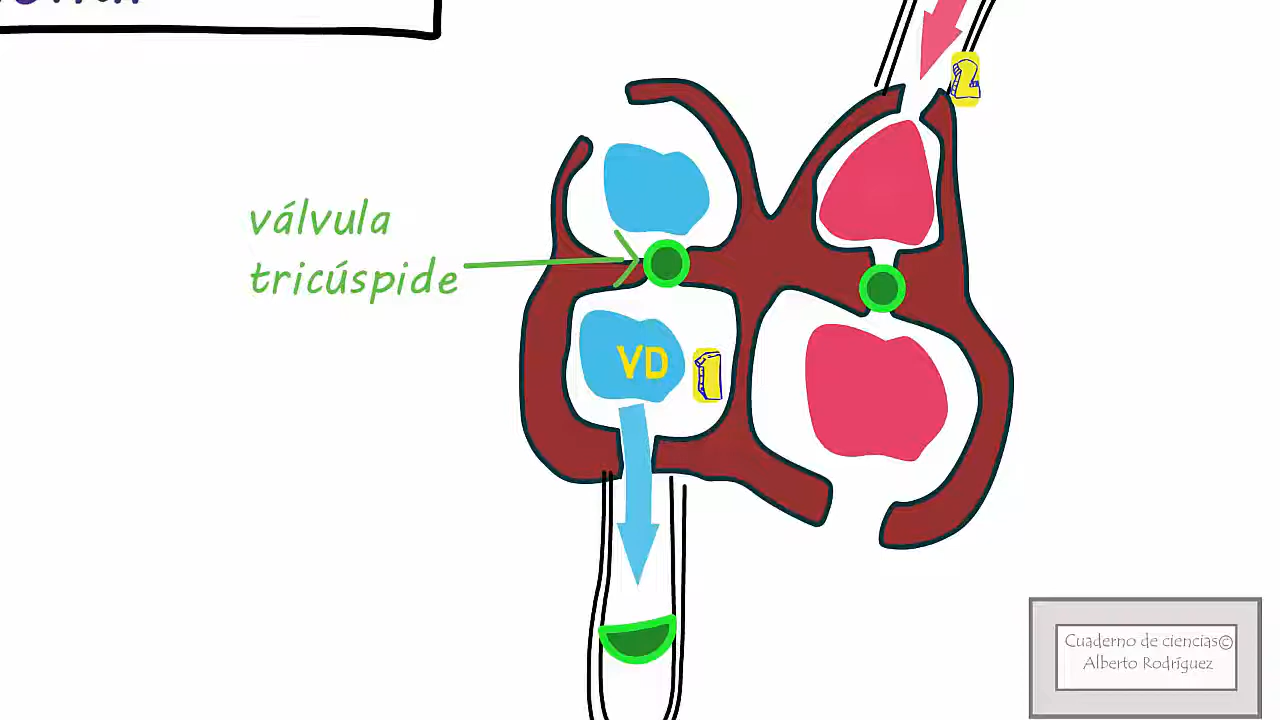 2
válvula
tricúspide
VD 1
Cuaderno de ciencias©
Alberto Rodríguez